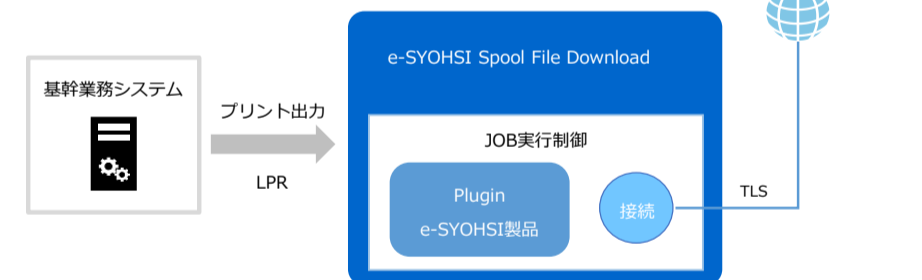 基幹業務システム
プリント出力
LPR
e-SYOHSI Spool File Download
JOB実行制御
Plugin
e-SYOHSI製品
接続
TLS